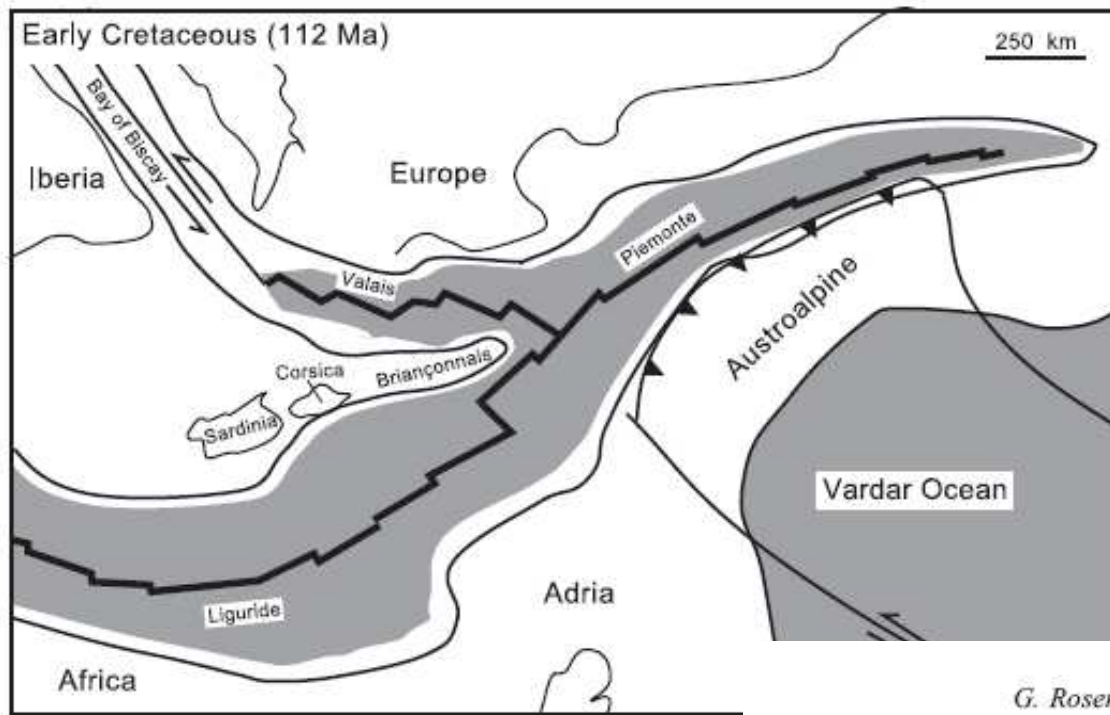 Early Cretaceous (112 Ma)
250 km
Bay of Biscay
Iberia
Europe
Piemonte
Valais
Austroalpine
Briançonnais
Corsica
Sardinia
Vardar Ocean
Adria
Liguride
Africa
G. Roser